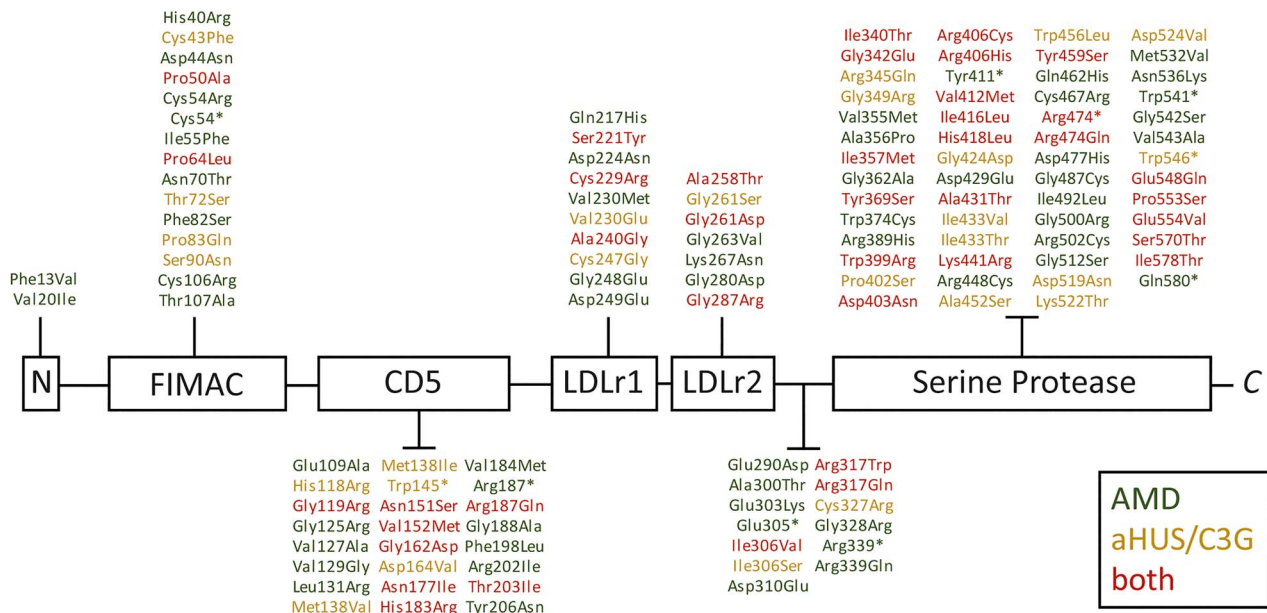 His40Arg
Cys43Phe
Asp44Asn
Pro50Ala
Cys54Arg
Cys54*
Ile55Phe
Pro64Leu
Asn70Thr
Thr72Ser
Phe82Ser
Pro83Gln
Ser90Asn
Cys106Arg
Thr107Ala
Phe13Val
Val20Ile
Gln217His
Ser221Tyr
Asp224Asn
Cys229Arg
Val230Met
Val230Glu
Ala240Gly
Cys247Gly
Gly248Glu
Asp249Glu
Ala258Thr
Gly261Ser
Gly261Asp
Gly263Val
Lys267Asn
Gly280Asp
Gly287Arg
Ile340Thr Arg406Cys Trp456Leu Asp524Val
Gly342Glu Arg406His Tyr459Ser Met532Val
Arg345Gln Tyr411* Gln462His Asn536Lys
Gly349Arg Val412Met Cys467Arg Trp541*
Val355Met Ile416Leu Arg474* Gly542Ser
Ala356Pro His418Leu Arg474Gln Val543Ala
Ile357Met Gly424Asp Asp477His Trp546*
Gly362Ala Asp429Glu Gly487Cys Glu548Gln
Tyr369Ser Ala431Thr Ile492Leu Pro553Ser
Trp374Cys Ile433Val Gly500Arg Glu554Val
Arg389His Ile433Thr Arg502Cys Ser570Thr
Trp399Arg Lys441Arg Gly512Ser Ile578Thr
Pro402Ser Arg448Cys Asp519Asn Gln580*
Asp403Asn Ala452Ser Lys522Thr
N FIMAC CD5 LDLr1 LDLr2 Serine Protease C
Glu109Ala Met138Ile Val184Met
His118Arg Trp145* Arg187*
Gly119Arg Asn151Ser Arg187Gln
Gly125Arg Val152Met Gly188Ala
Val127Ala Gly162Asp Phe198Leu
Val129Gly Asp164Val Arg202Ile
Leu131Arg Asn177Ile Thr203Ile
Met138Val His183Arg Tyr206Asn
Glu290Asp Arg317Trp
Ala300Thr Arg317Gln
Glu303Lys Cys327Arg
Glu305* Gly328Arg
Ile306Val Arg339*
Ile306Ser Arg339Gln
Asp310Glu
AMD
aHUS/C3G
both